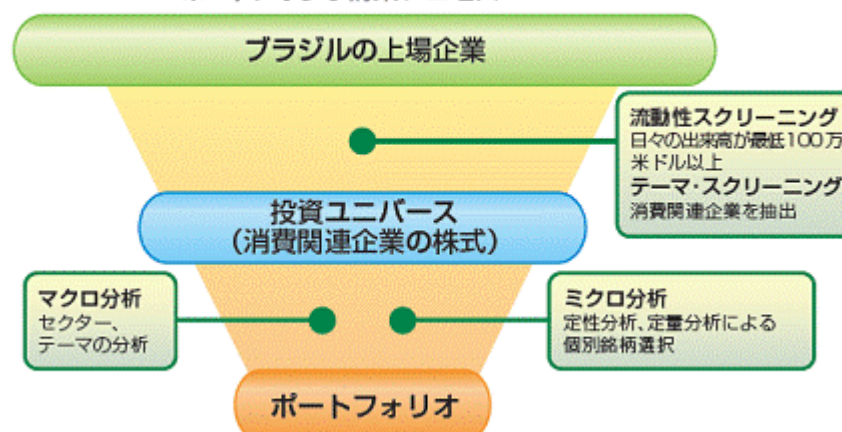 ブラジルの上場企業
流動性スクリーニング
日々の出来高が最低100万
米ドル以上
テーマ・スクリーニング
消費関連企業を抽出
投資ユニバース
(消費関連企業の株式)
マクロ分析
セクター、
テーマの分析
ミクロ分析
定性分析、定量分析による
個別銘柄選択
ポートフォリオ